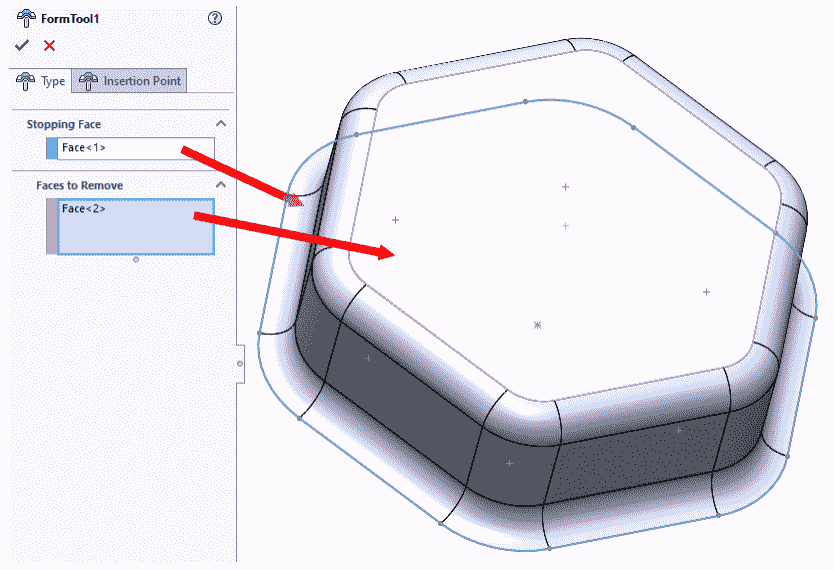 FormTool1
Type
Insertion Point
Stopping Face
Face<1>
Faces to Remove
Face<2>